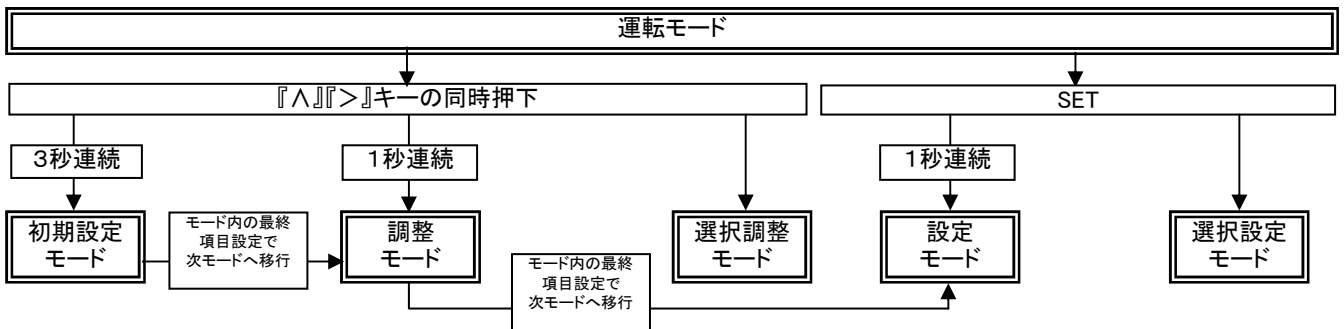 運転モード
『∧』『＞』キーの同時押下
SET
3秒連続
1秒連続
1秒連続
初期設定
モード
モード内の最終
項目設定で
次モードへ移行
調整
モード
モード内の最終
項目設定で
次モードへ移行
選択調整
モード
設定
モード
選択設定
モード